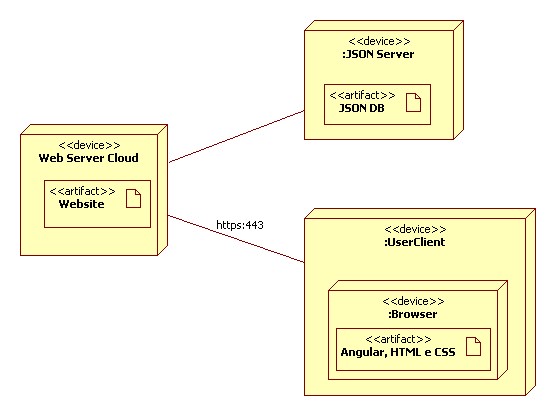 <<device>>
:JSON Server
<<artifact>>
JSON DB
<<device>>
Web Server Cloud
<<artifact>>
Website
https:443
<<device>>
:UserClient
<<device>>
:Browser
<<artifact>>
Angular, HTML e CSS